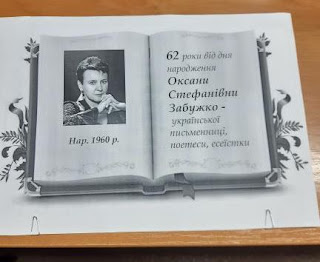 Нар. 1960 р.
62 роки від дня
народження
Оксани
Стефанівни
Забужко -
української
письменниці,
поетеси, есеїстки